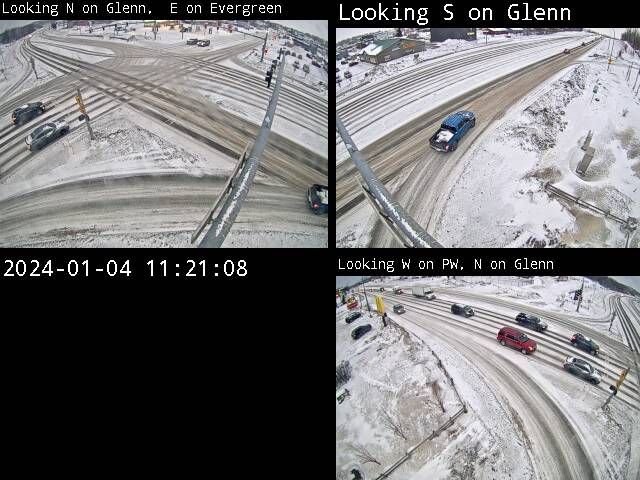 Looking N on Glenn,  E on Evergreen
Looking S on Glenn
2024-01-04 11:21:08
Looking W on PW, N on Glenn